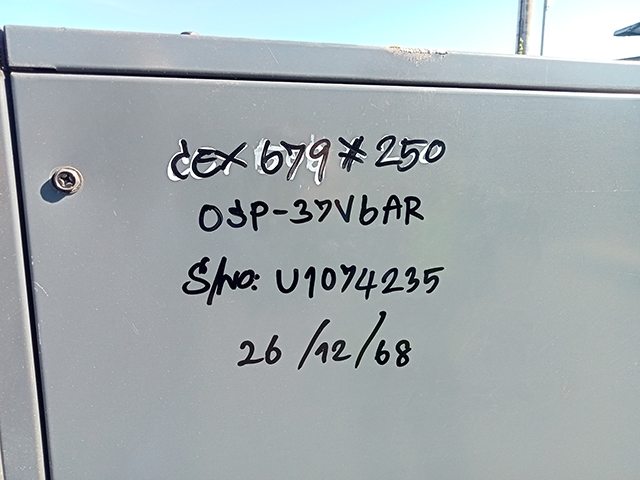 CEX 679 * 250
OSP-37V6AR
S/NO: U1074235
26/12/68